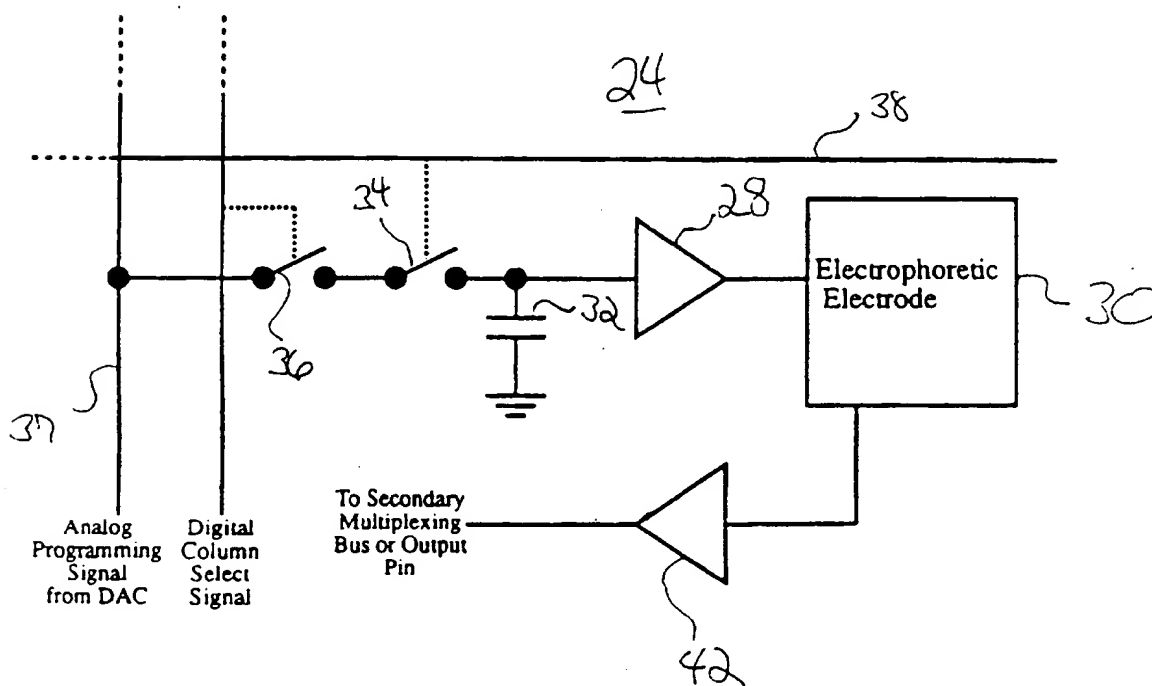 24
38
34
28
Electrophoretic
Electrode
30
32
36
37
To Secondary
Multiplexing
Bus or Output
Pin
Analog
Programming
Signal
from DAC
Digital
Column
Select
Signal
42